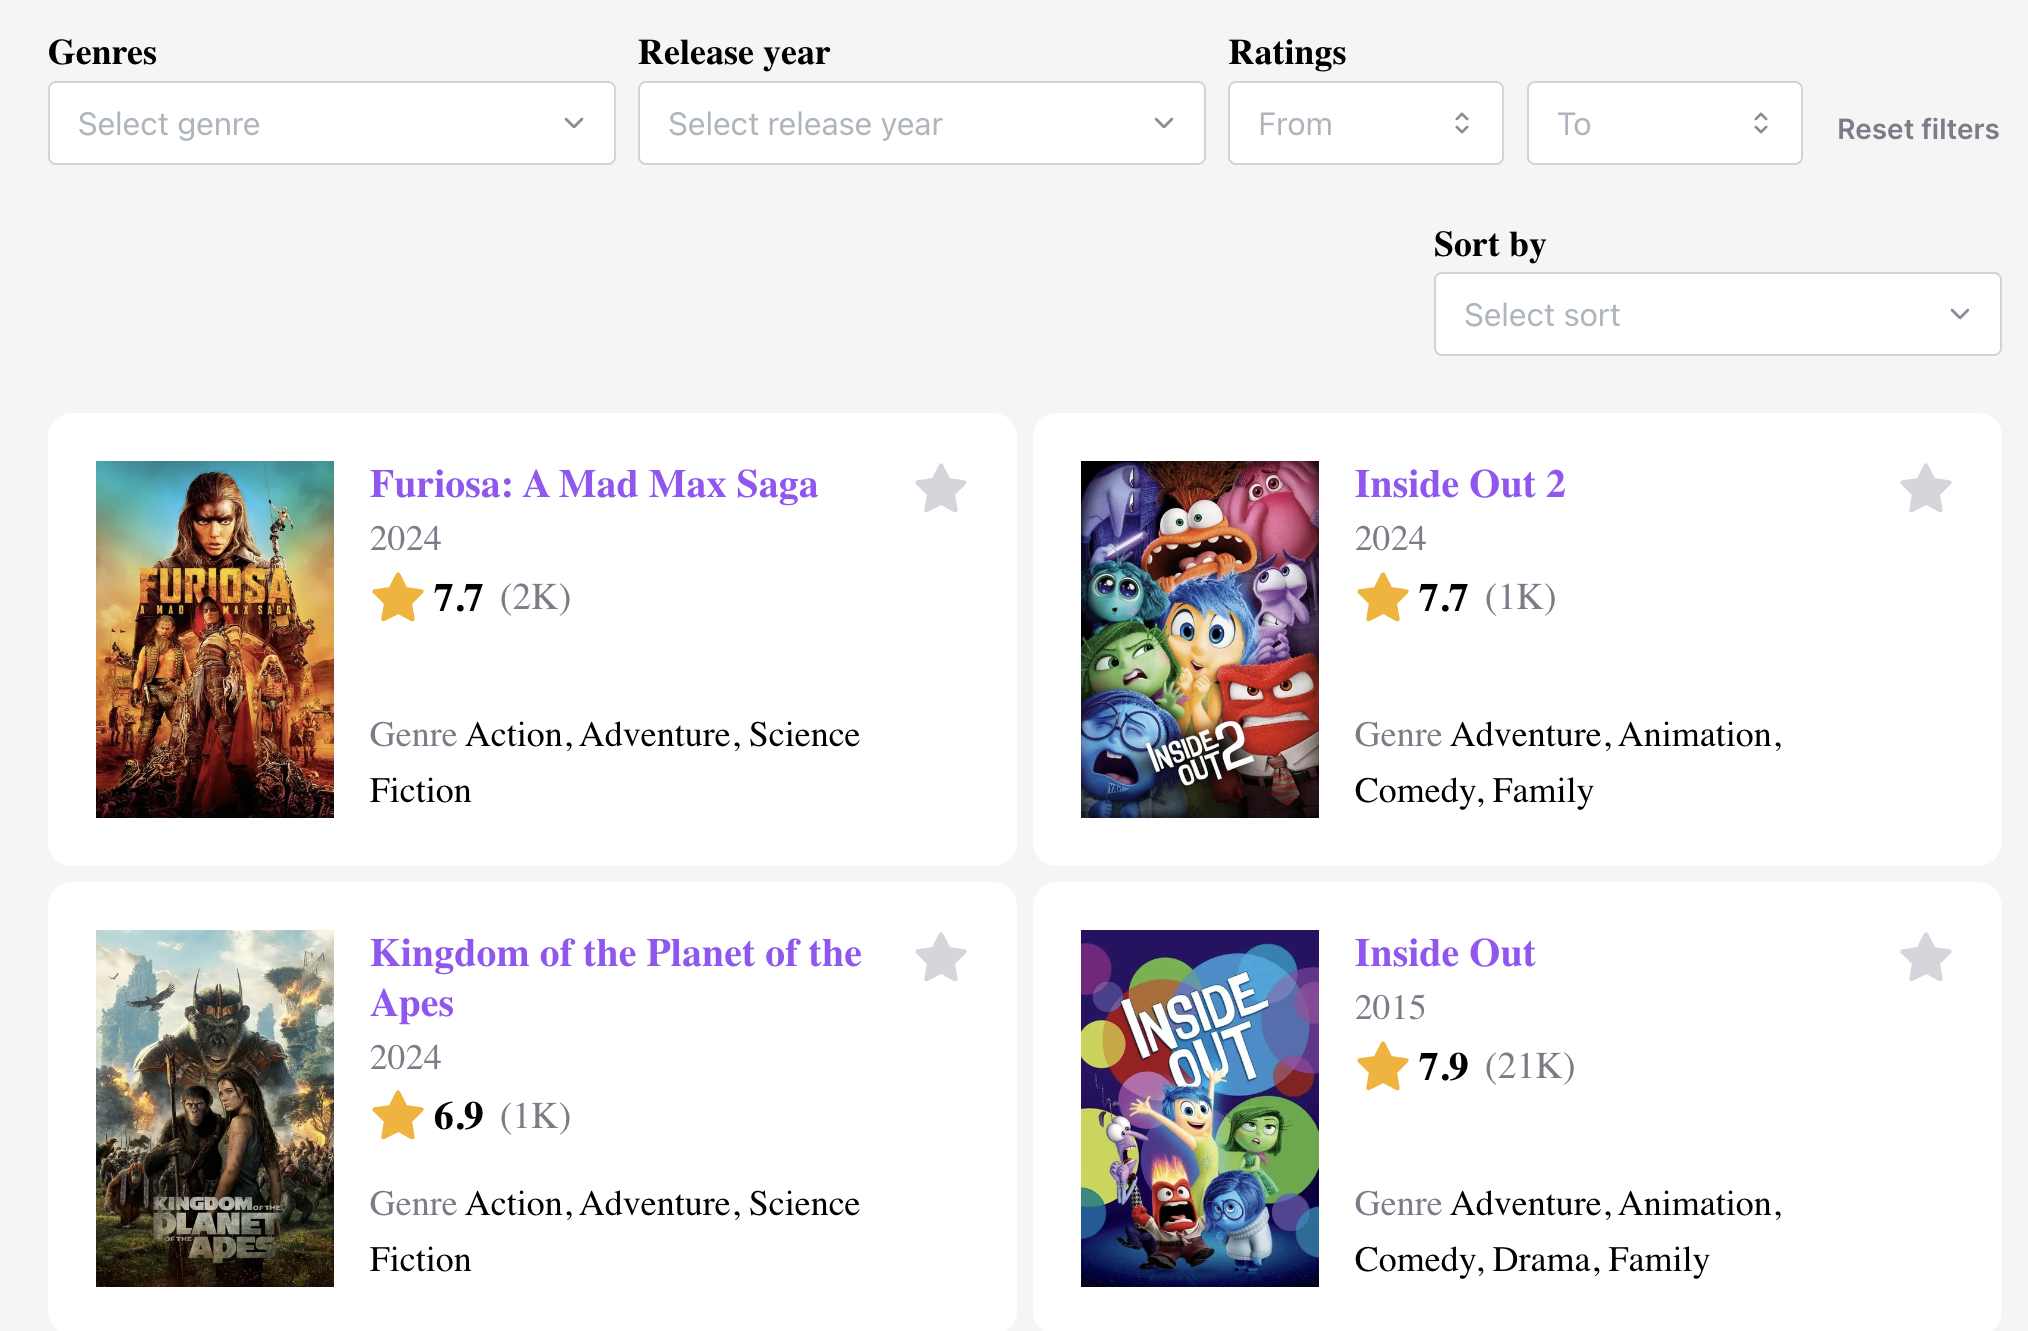 Genres
Release year
Ratings
Select genre
Select release year
From
To
Reset filters
Sort by
Select sort
FURIOSA
A MAD MAX SAGA
Furiosa: A Mad Max Saga
2024
7.7 (2K)
Genre Action, Adventure, Science
Fiction
INSIDE
OUT 2
Inside Out 2
2024
7.7 (1K)
Genre Adventure, Animation,
Comedy, Family
KINGDOM OF THE
PLANET
OF THE APES
Kingdom of the Planet of the
Apes
2024
6.9 (1K)
Genre Action, Adventure, Science
Fiction
INSIDE
OUT
Inside Out
2015
7.9 (21K)
Genre Adventure, Animation,
Comedy, Drama, Family